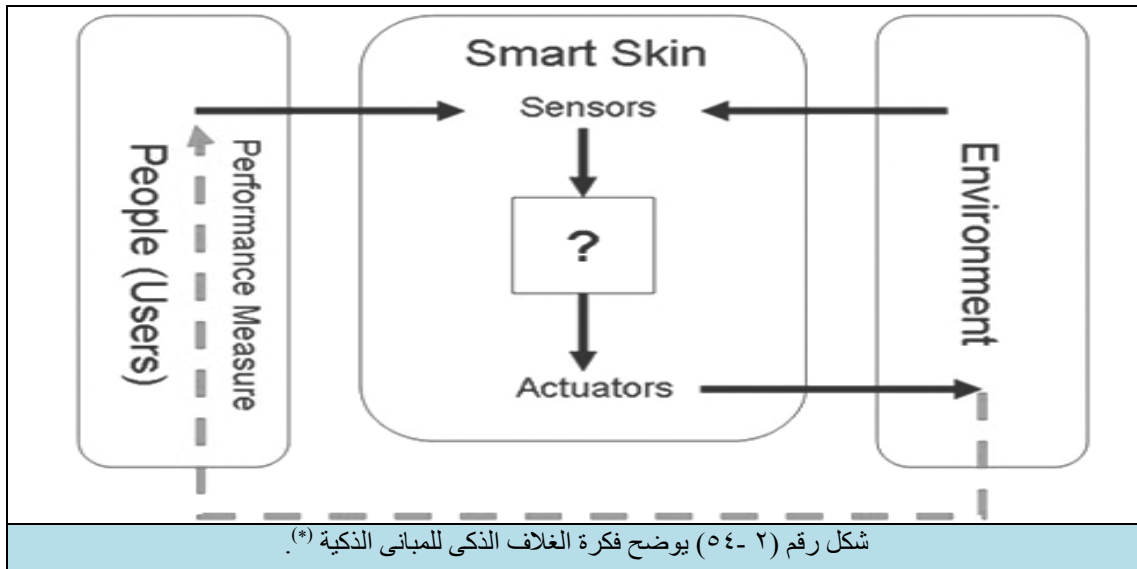 Smart Skin
Sensors
?
Actuators
People (Users)
Performance Measure
Environment
شكل رقم (٢ -٥٤) يوضح فكرة الغلاف الذكى للمبانى الذكية (*).